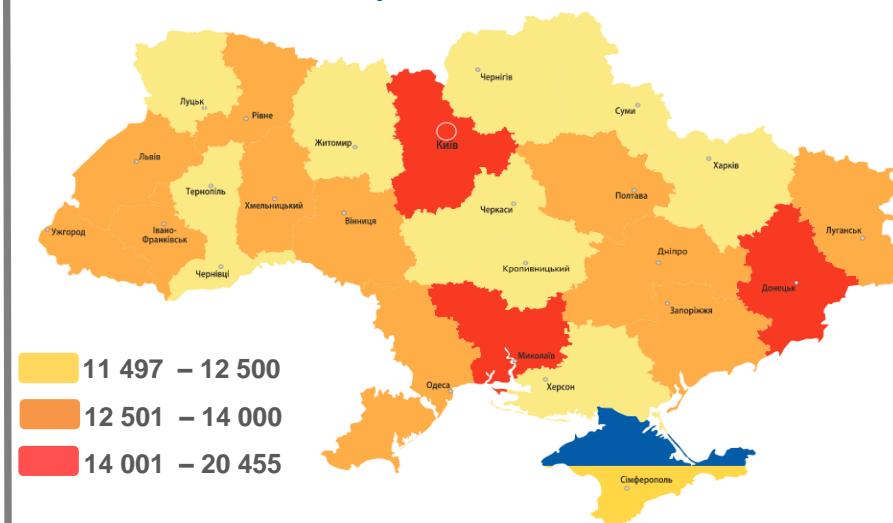 Чернігів
Луцьк
Рівне
Суми
Житомир
Київ
Львів
Харків
Тернопіль
Полтава
Хмельницький
Черкаси
Вінниця
Ужгород
Івано-
Франківськ
Луганськ
Дніпро
Чернівці
Кропивницький
Донецьк
Запоріжжя
Миколаїв
11 497 – 12 500
Одеса
Херсон
12 501 – 14 000
14 001 – 20 455
Сімферополь